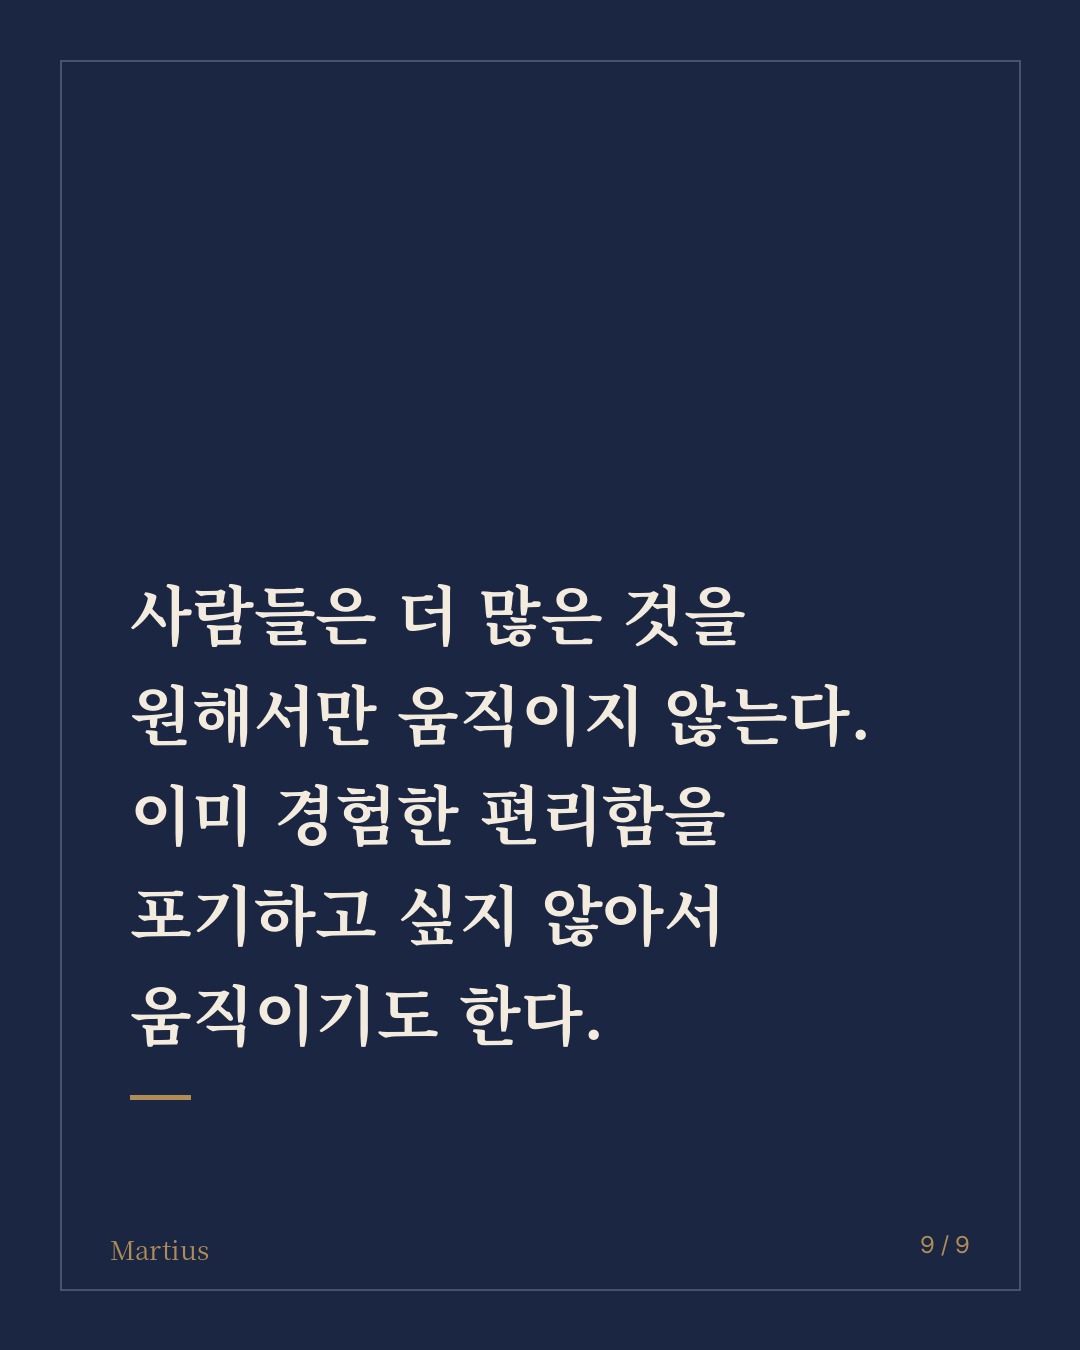 사람들은 더 많은 것을
원해서만 움직이지 않는다.
이미 경험한 편리함을
포기하고 싶지 않아서
움직이기도 한다.
Martius
9 / 9